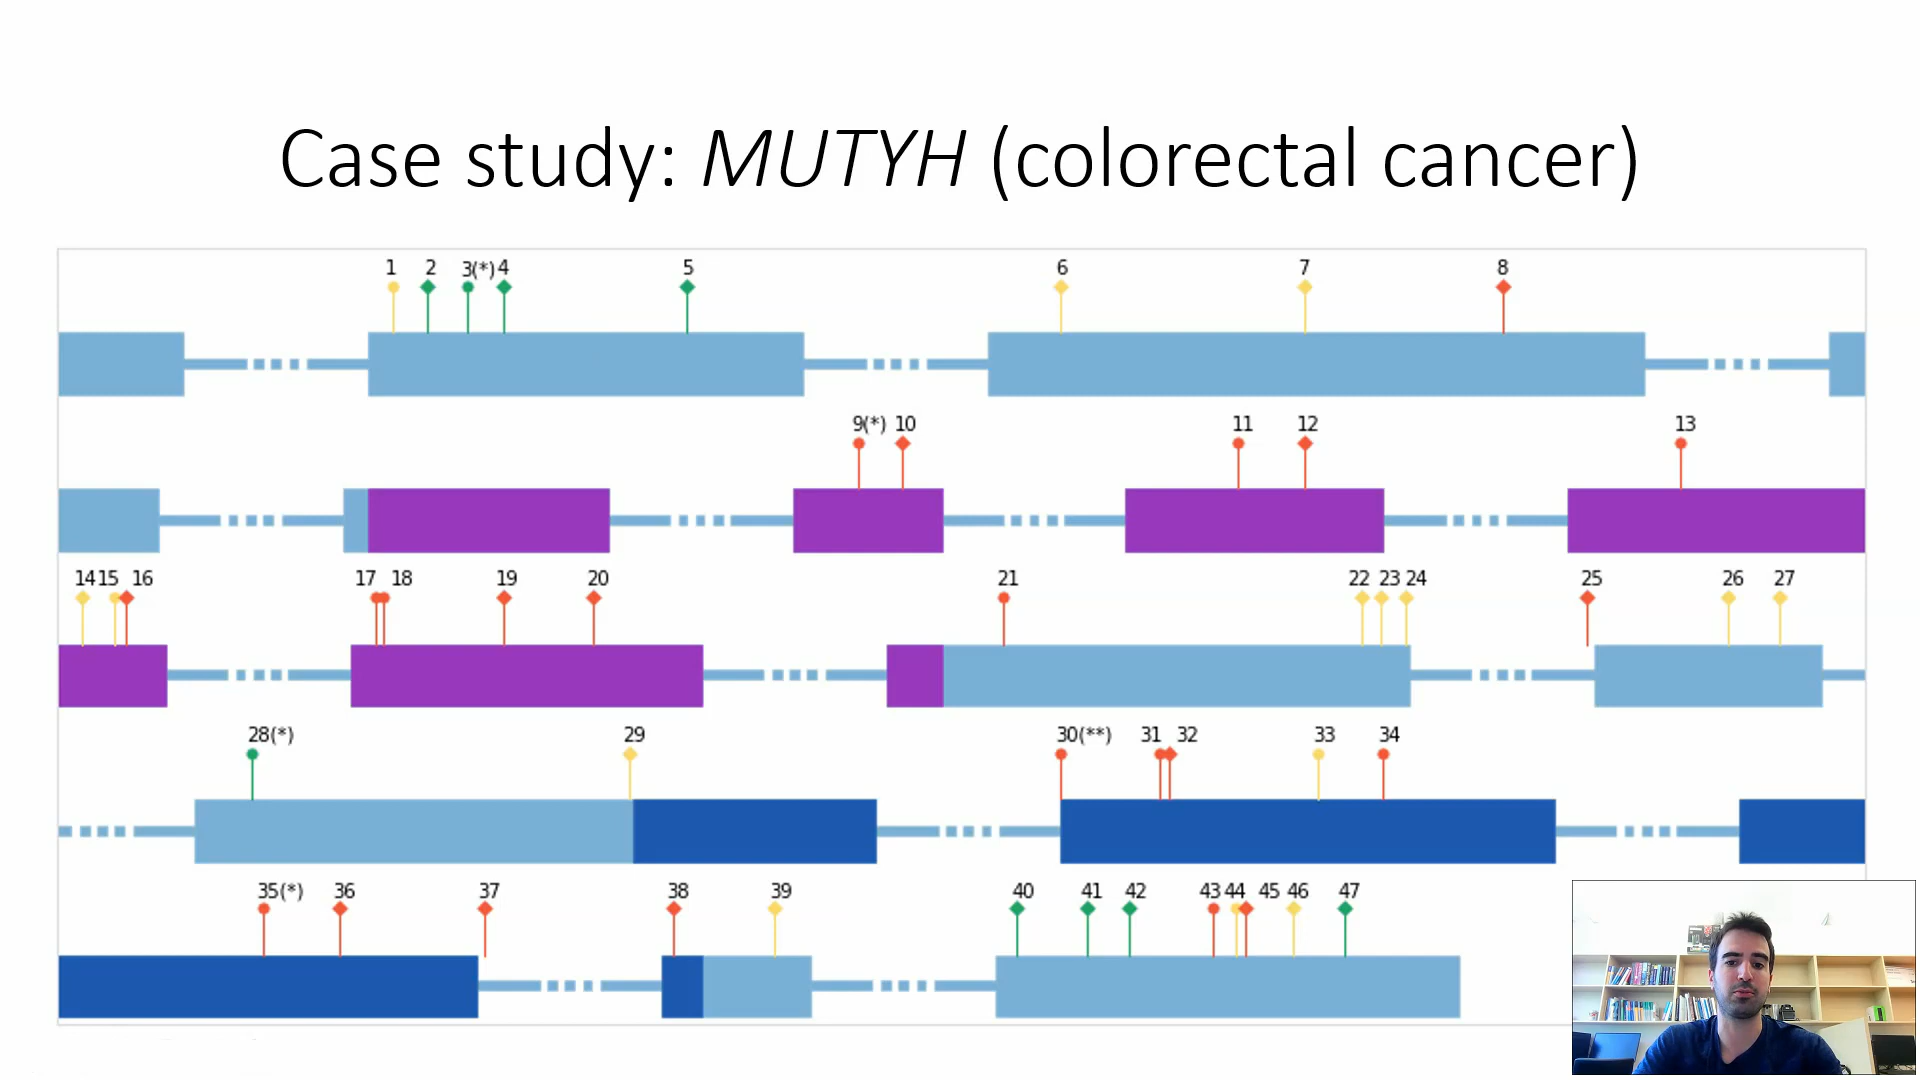 Case study: MUTYH (colorectal cancer)
1 2 3(*) 4 5 6 7 8
9(*) 10 11 12 13
14 15 16 17 18 19 20 21 22 23 24 25 26 27
28(*) 29 30(**) 31 32 33 34
35(*) 36 37 38 39 40 41 42 43 44 45 46 47